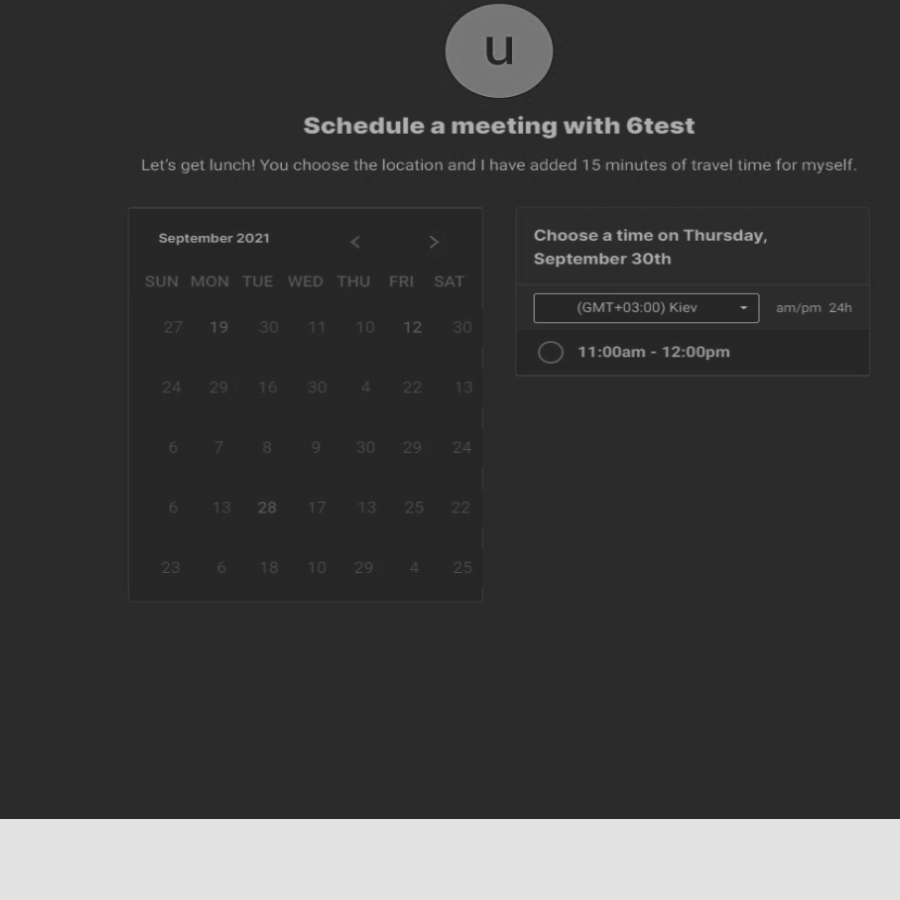 u
Schedule a meeting with 6test
Let's get lunch! You choose the location and I have added 15 minutes of travel time for myself.
September 2021 < >
SUN MON TUE WED THU FRI SAT
27 19 30 11 10 12 30
24 29 16 30 4 22 13
6 7 8 9 30 29 24
6 13 28 17 13 25 22
23 6 18 10 29 4 25
Choose a time on Thursday,
September 30th
(GMT+03:00) Kiev am/pm 24h
11:00am - 12:00pm